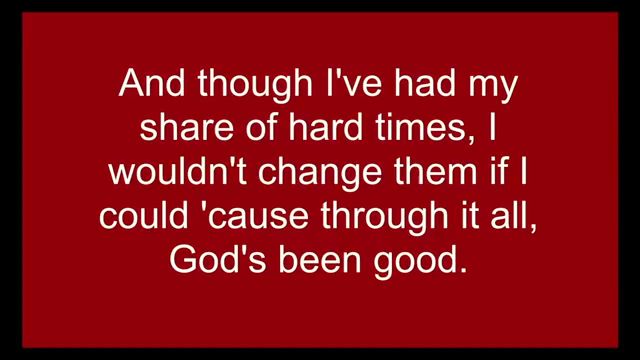 And though I've had my
share of hard times, I
wouldn't change them if I
could 'cause through it all,
God's been good.